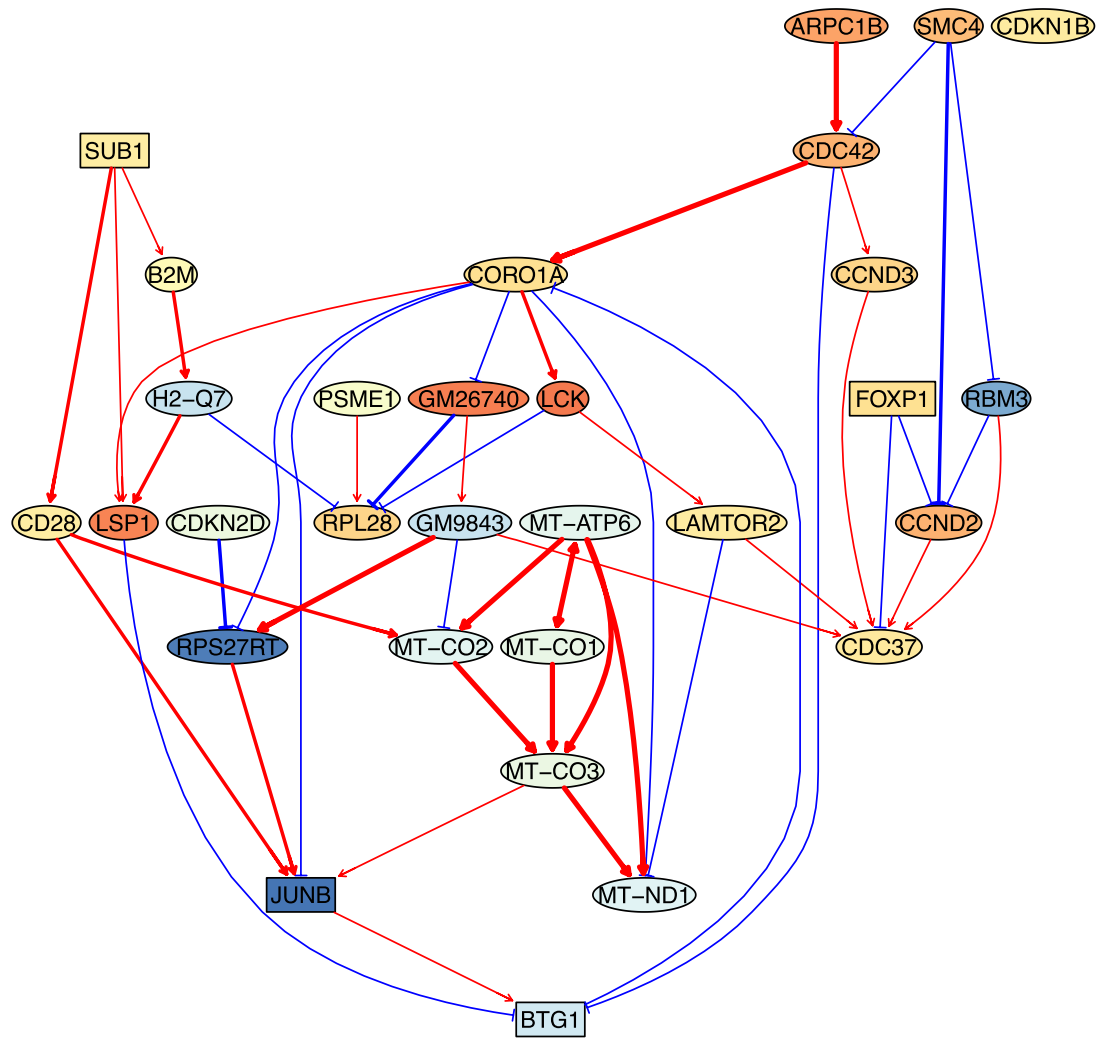 ARPC1B
SMC4
CDKN1B
SUB1
CDC42
B2M
CORO1A
CCND3
H2−Q7
PSME1
GM26740
LCK
FOXP1
RBM3
CD28
LSP1
CDKN2D
RPL28
GM9843
MT−ATP6
LAMTOR2
CCND2
RPS27RT
MT−CO2
MT−CO1
CDC37
MT−CO3
JUNB
MT−ND1
BTG1